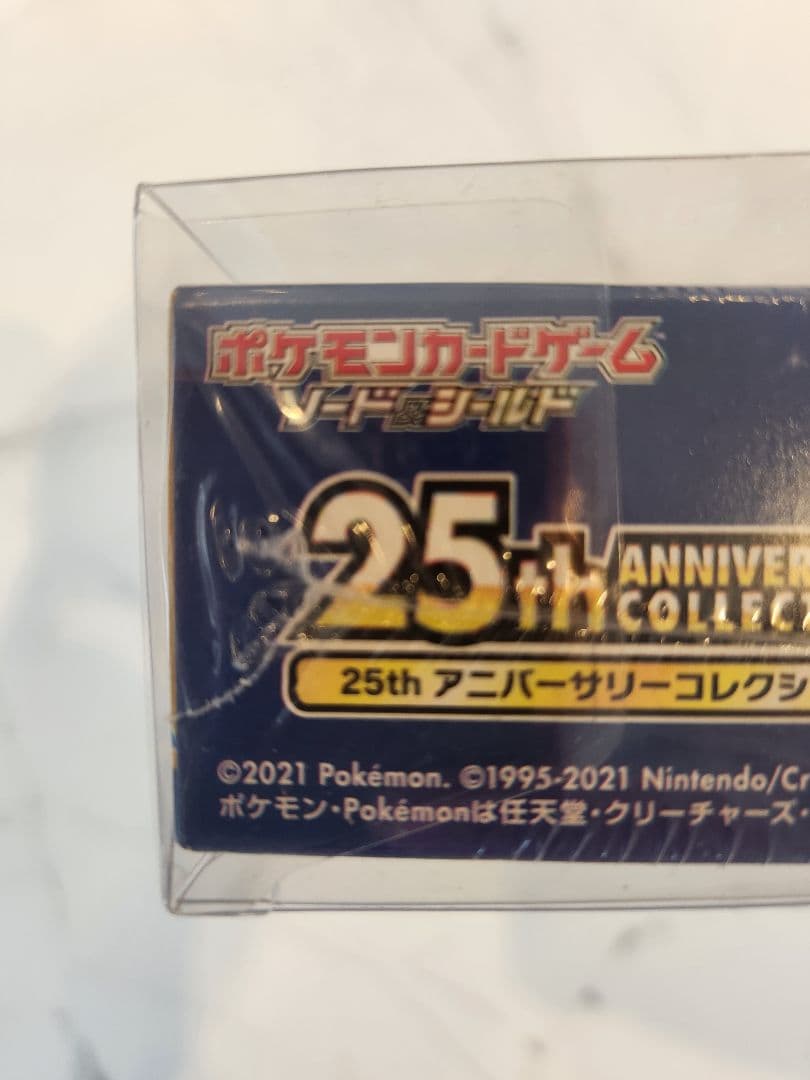 ポケモンカードゲーム
ソード&シールド
25th ANNIVER
COLLEC
25th アニバーサリーコレクシ
©2021 Pokémon. ©1995-2021 Nintendo/Cr
ポケモン・Pokémonは任天堂・クリーチャーズ・